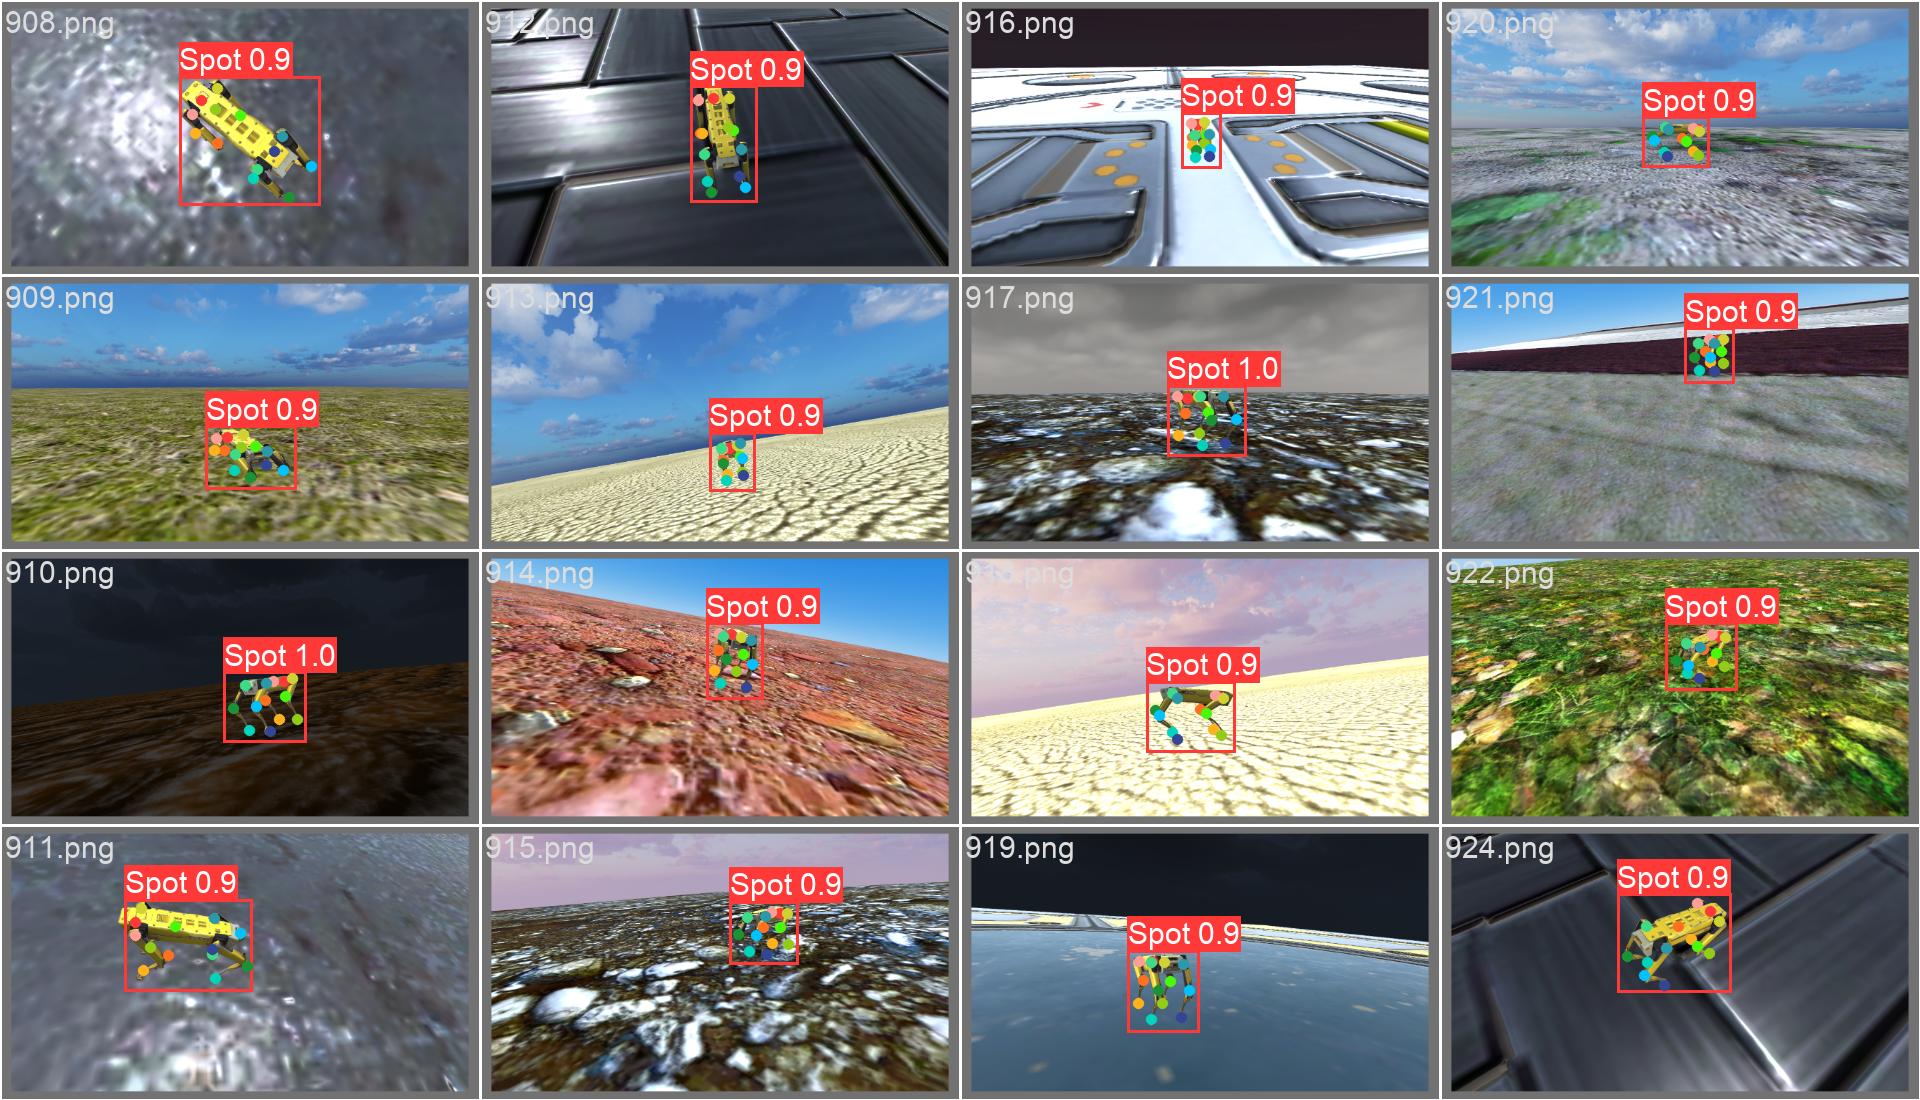 908.png
Spot 0.9
912.png
Spot 0.9
916.png
Spot 0.9
920.png
Spot 0.9
909.png
Spot 0.9
913.png
Spot 0.9
917.png
Spot 1.0
921.png
Spot 0.9
910.png
Spot 1.0
914.png
Spot 0.9
918.png
Spot 0.9
922.png
Spot 0.9
911.png
Spot 0.9
915.png
Spot 0.9
919.png
Spot 0.9
924.png
Spot 0.9